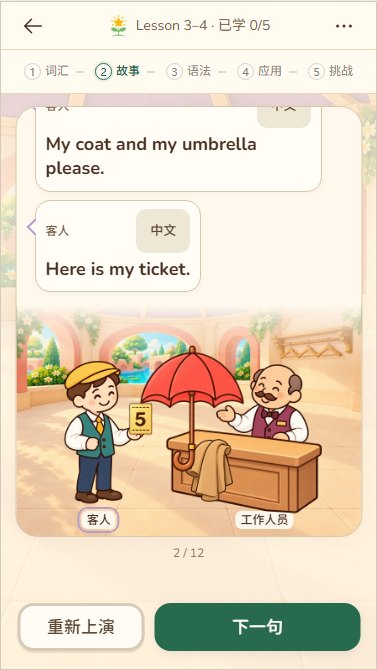 Lesson 3–4 · 已学 0/5
1 词汇 2 故事 3 语法 4 应用 5 挑战
客人 中文
My coat and my umbrella
please.
客人 中文
Here is my ticket.
5
客人 工作人员
2 / 12
重新上演 下一句